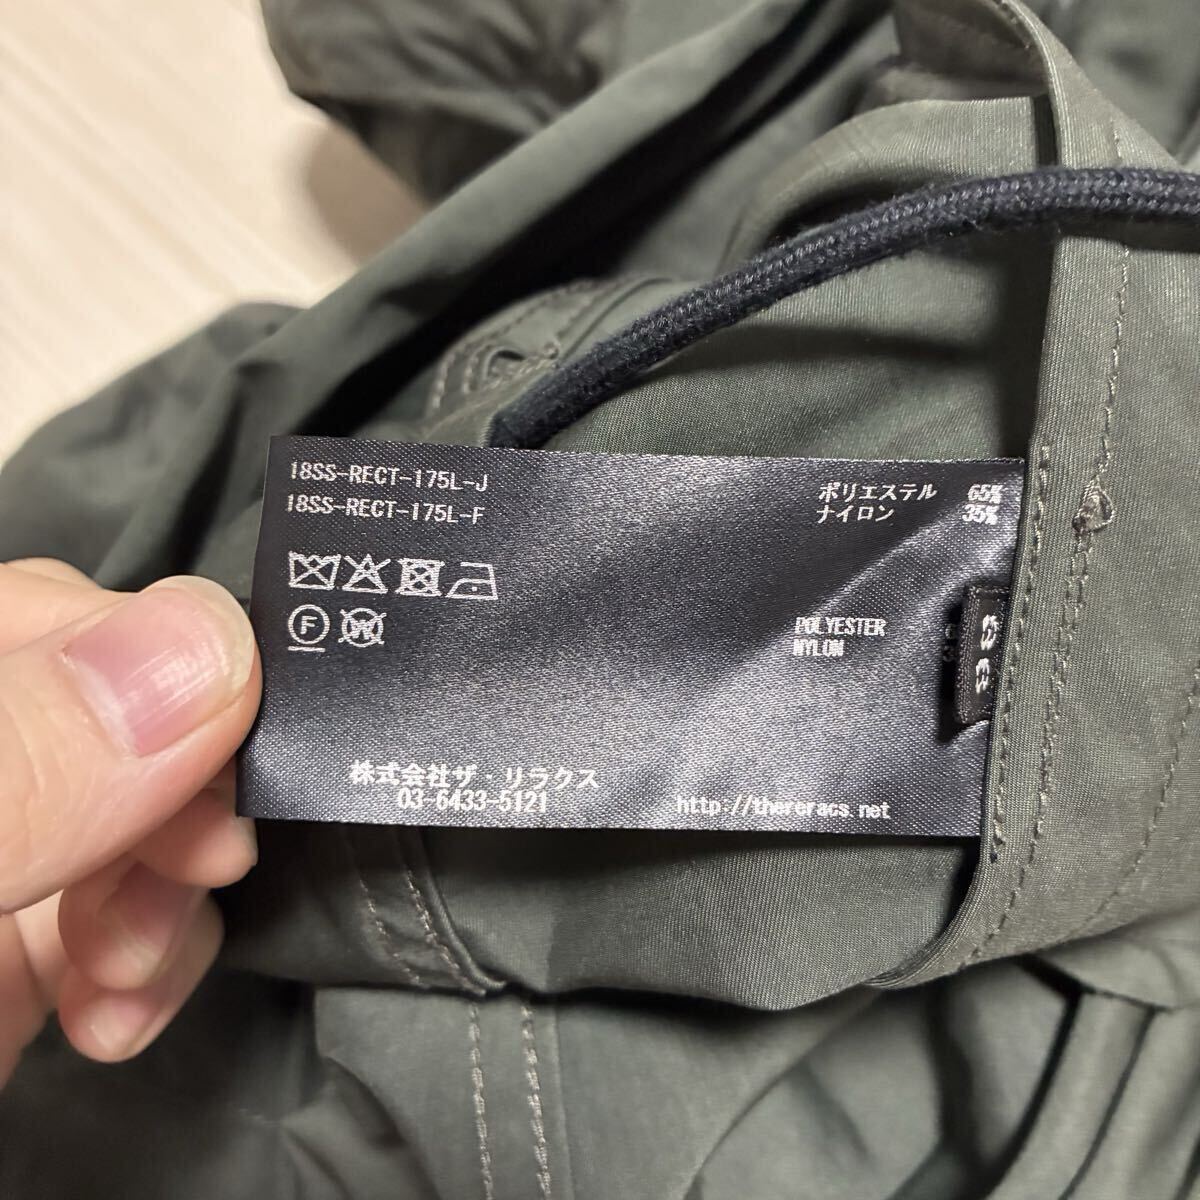 18SS-RECT-175L-J
18SS-RECT-175L-F
ポリエステル 65%
ナイロン 35%
F
W
POLYESTER
NYLON
株式会社ザ・リラクス
03-6433-5121
http://thereracs.net